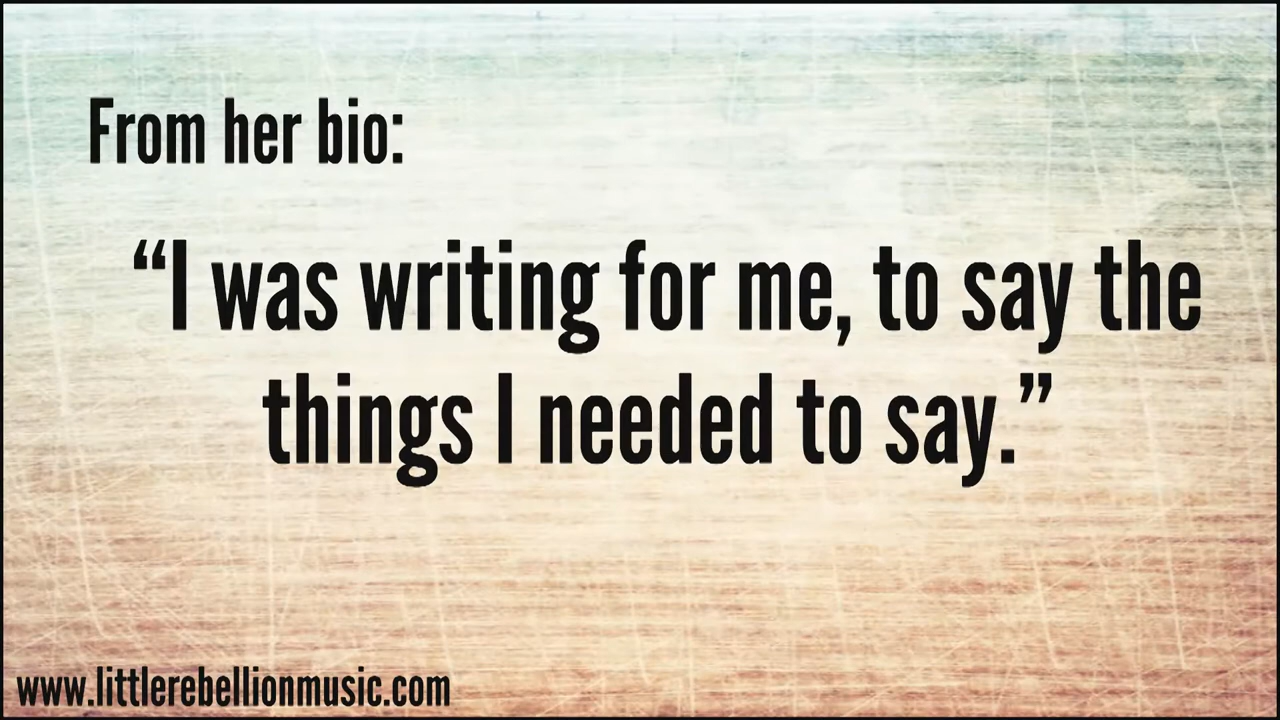 From her bio:
“I was writing for me, to say the
things I needed to say.”
www.littlerebellionmusic.com